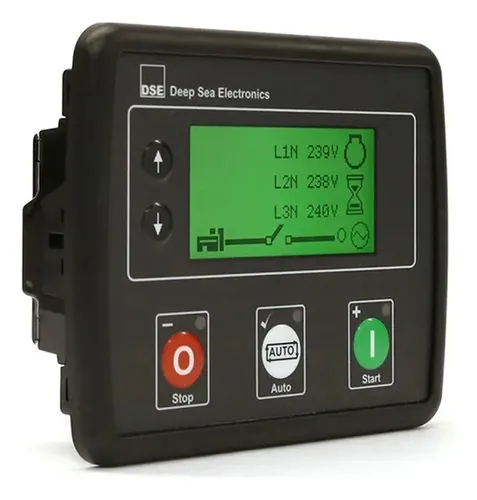 DSE Deep Sea Electronics
L1N 239V
L2N 238V
L3N 240V
O AUTO I
Stop Auto Start